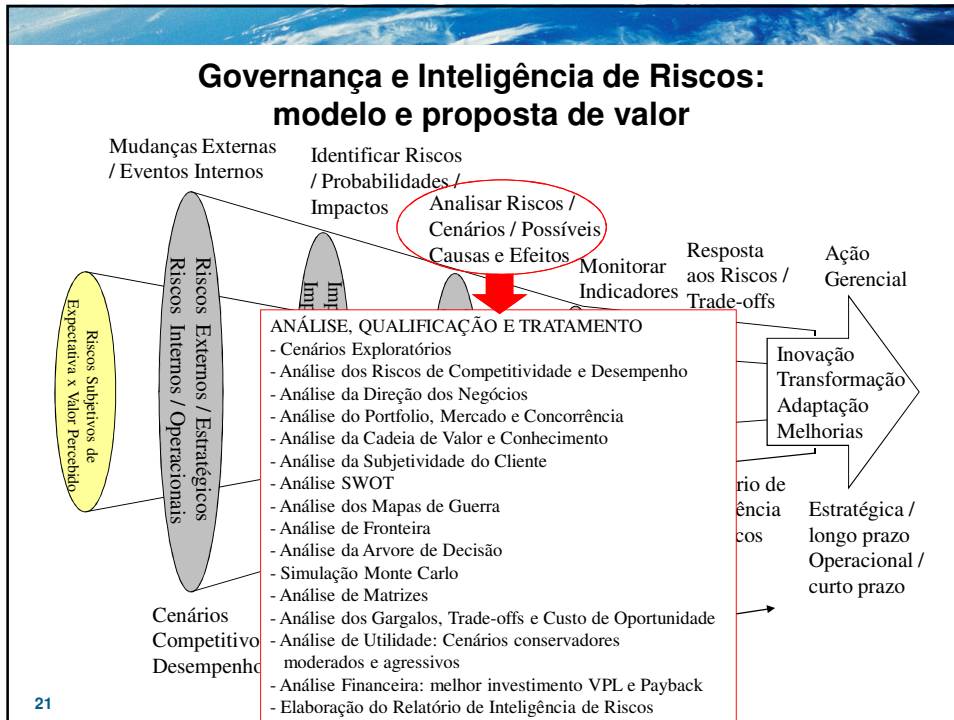 Governança e Inteligência de Riscos:
modelo e proposta de valor
Mudanças Externas
/ Eventos Internos
Identificar Riscos
/ Probabilidades /
Impactos
Analisar Riscos /
Cenários / Possíveis
Causas e Efeitos
Monitorar
Indicadores
Resposta
aos Riscos /
Trade-offs
Ação
Gerencial
Riscos Subjetivos de
Expectativa x Valor Percebido
Riscos Externos / Estratégicos
Riscos Internos / Operacionais
ANÁLISE, QUALIFICAÇÃO E TRATAMENTO
- Cenários Exploratórios
- Análise dos Riscos de Competitividade e Desempenho
- Análise da Direção dos Negócios
- Análise do Portfolio, Mercado e Concorrência
- Análise da Cadeia de Valor e Conhecimento
- Análise da Subjetividade do Cliente
- Análise SWOT
- Análise dos Mapas de Guerra
- Análise de Fronteira
- Análise da Arvore de Decisão
- Simulação Monte Carlo
- Análise de Matrizes
- Análise dos Gargalos, Trade-offs e Custo de Oportunidade
- Análise de Utilidade: Cenários conservadores
moderados e agressivos
- Análise Financeira: melhor investimento VPL e Payback
- Elaboração do Relatório de Inteligência de Riscos
Inovação
Transformação
Adaptação
Melhorias
rio de
ência
cos
Estratégica /
longo prazo
Operacional /
curto prazo
Cenários
Competitivo
Desempenho
21